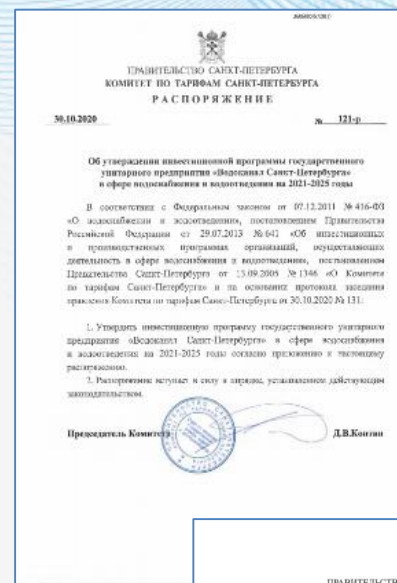 ПРАВИТЕЛЬСТВО САНКТ-ПЕТЕРБУРГА
КОМИТЕТ ПО ТАРИФАМ САНКТ-ПЕТЕРБУРГА
РАСПОРЯЖЕНИЕ
30.10.2020 № 121-р
Об утверждении инвестиционной программы государственного
унитарного предприятия «Водоканал Санкт-Петербурга»
в сфере водоснабжения и водоотведения на 2021-2025 годы
В соответствии с Федеральным законом от 07.12.2011 № 416-ФЗ
«О водоснабжении и водоотведении», постановлением Правительства
Российской Федерации от 29.07.2013 № 641 «Об инвестиционных
и производственных программах организаций, осуществляющих
деятельность в сфере водоснабжения и водоотведения», постановлением
Правительства Санкт-Петербурга от 13.09.2005 № 1346 «О Комитете
по тарифам Санкт-Петербурга» и на основании протокола заседания
правления Комитета по тарифам Санкт-Петербурга от 30.10.2020 № 131:
1. Утвердить инвестиционную программу государственного унитарного
предприятия «Водоканал Санкт-Петербурга» в сфере водоснабжения
и водоотведения на 2021-2025 годы согласно приложению к настоящему
распоряжению.
2. Распоряжение вступает в силу в порядке, установленном действующим
законодательством.
Председатель Комитета Д.В.Коптин
ПРАВИТЕЛЬСТВ